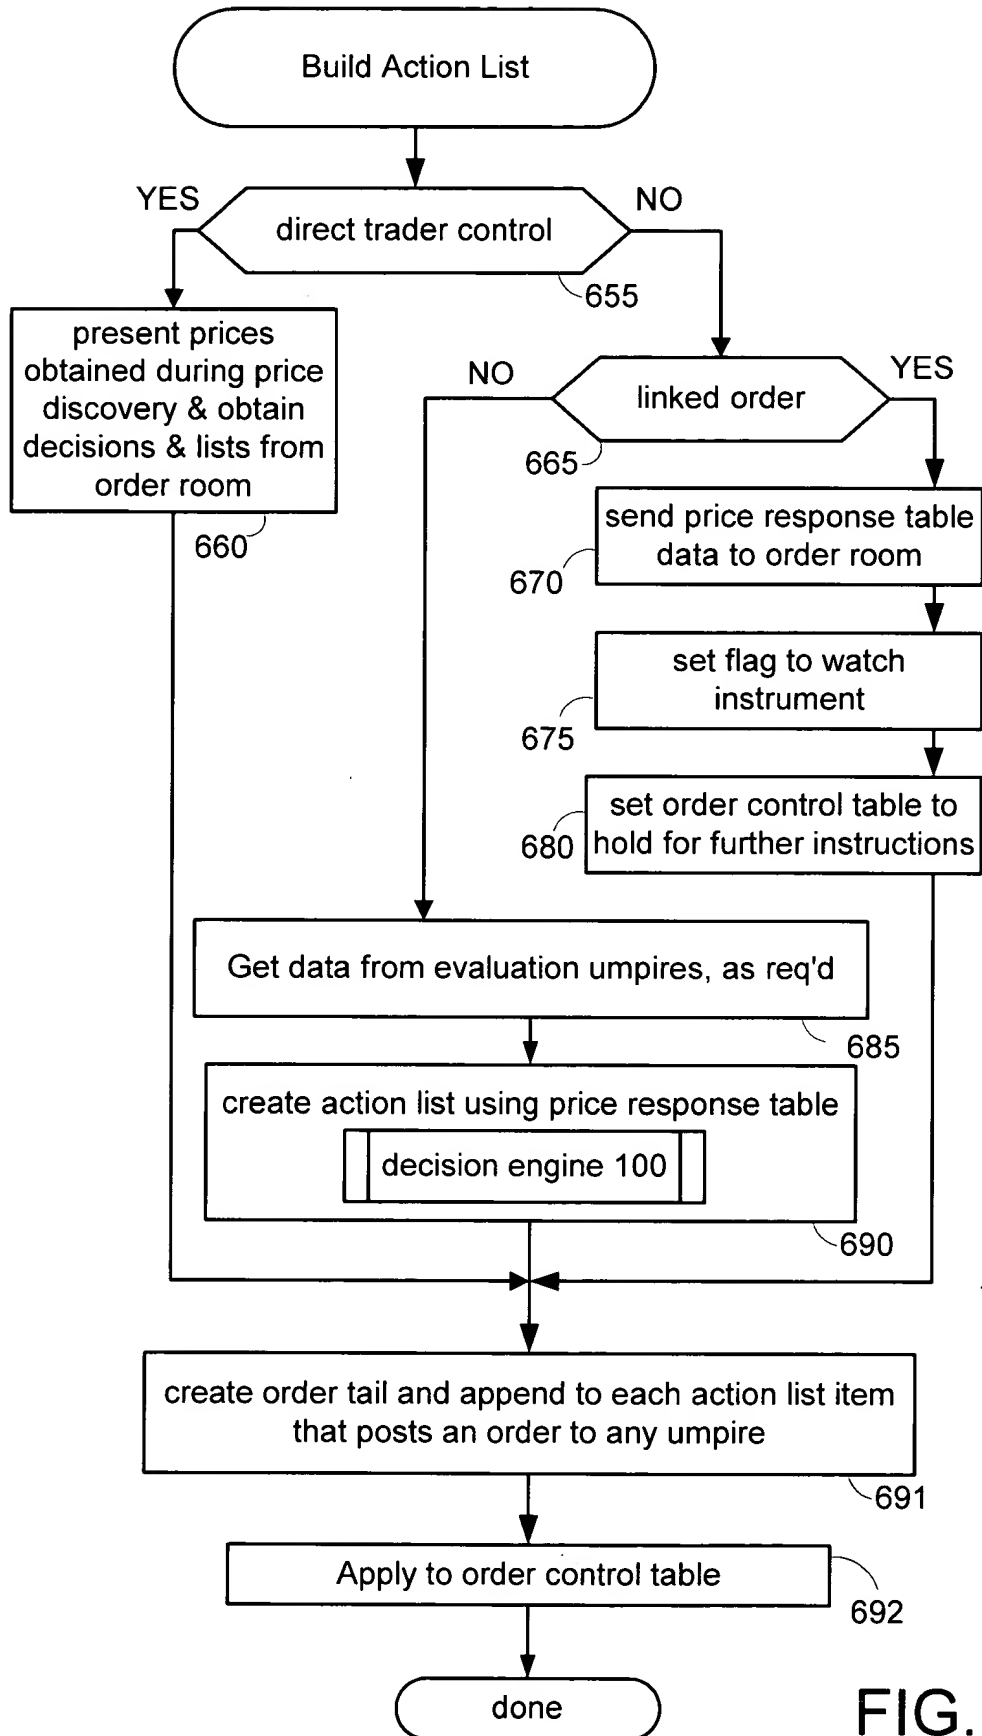 Build Action List
YES
NO
direct trader control
655
present prices
obtained during price
discovery & obtain
decisions & lists from
order room
660
NO
YES
linked order
665
send price response table
data to order room
670
set flag to watch
instrument
675
set order control table to
hold for further instructions
680
Get data from evaluation umpires, as req'd
685
create action list using price response table
decision engine 100
690
create order tail and append to each action list item
that posts an order to any umpire
691
Apply to order control table
692
done
FIG.